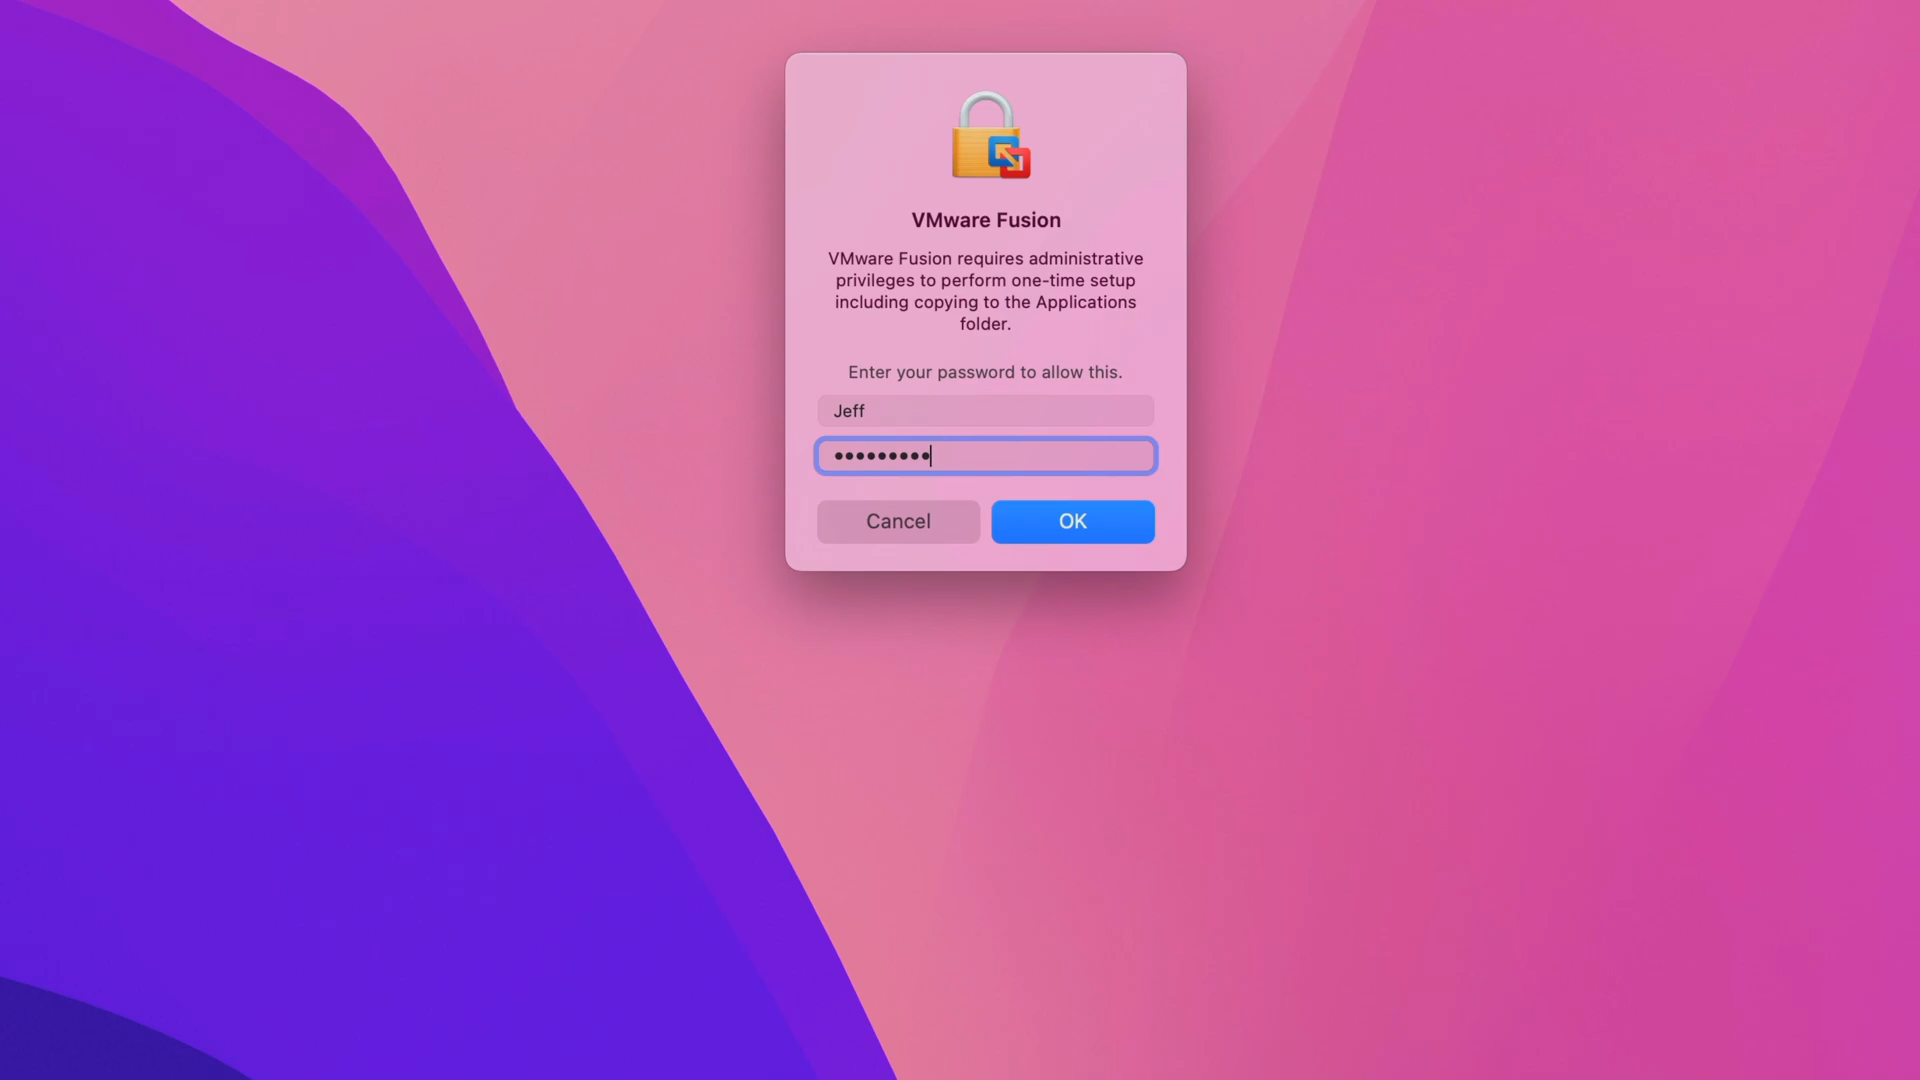 VMware Fusion
VMware Fusion requires administrative
privileges to perform one-time setup
including copying to the Applications
folder.
Enter your password to allow this.
Jeff
•••••••••
Cancel
OK